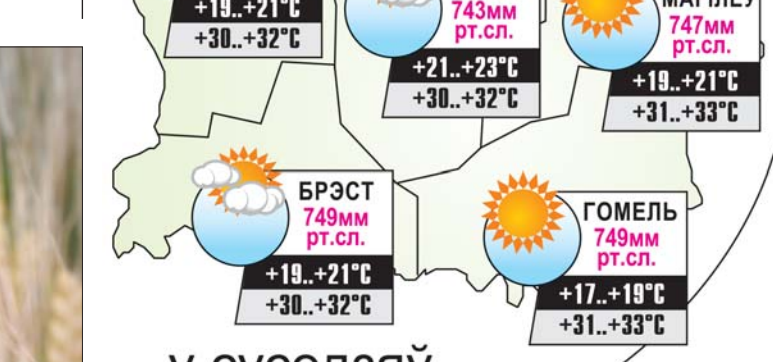 +19..+21°С
+30..+32°С
743мм
рт.сл.
+21..+23°С
+30..+32°С
МАГІЛЁЎ
747мм
рт.сл.
+19..+21°С
+31..+33°С
БРЭСТ
749мм
рт.сл.
+19..+21°С
+30..+32°С
ГОМЕЛЬ
749мм
рт.сл.
+17..+19°С
+31..+33°С